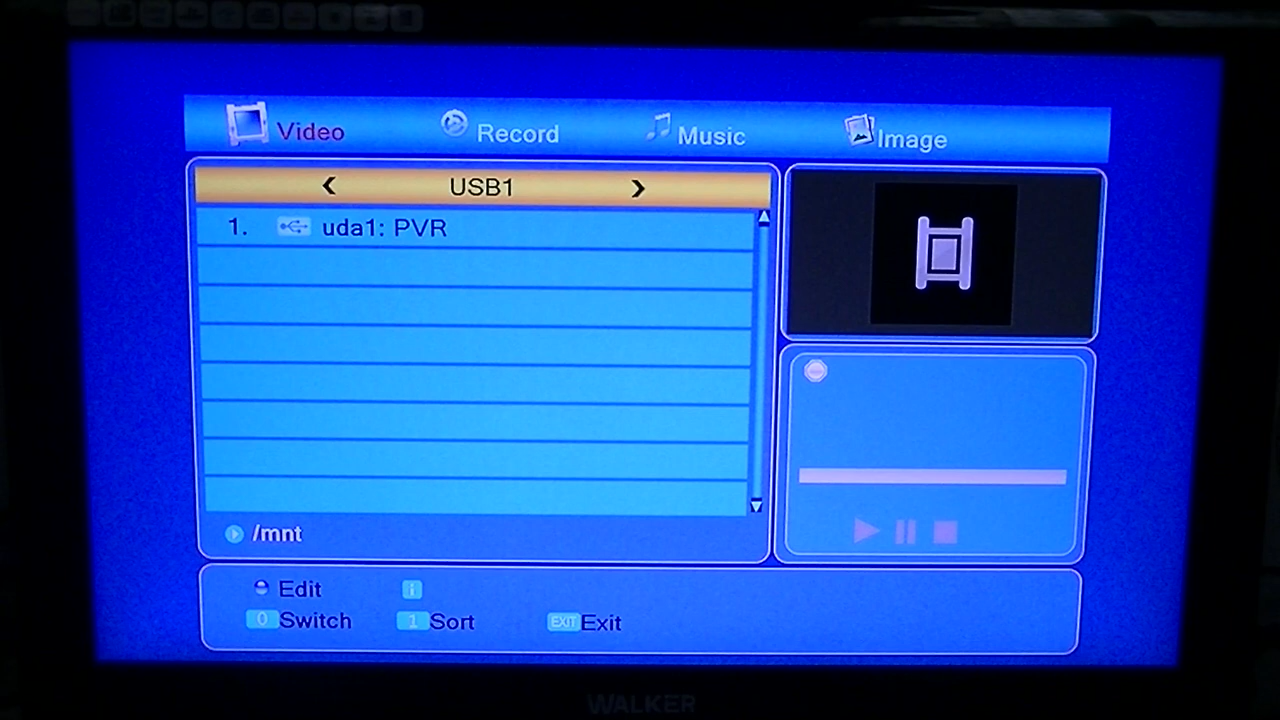 Video Record Music Image
USB1
1. uda1: PVR
/mnt
Edit i
0 Switch 1 Sort EXIT Exit
WALKER